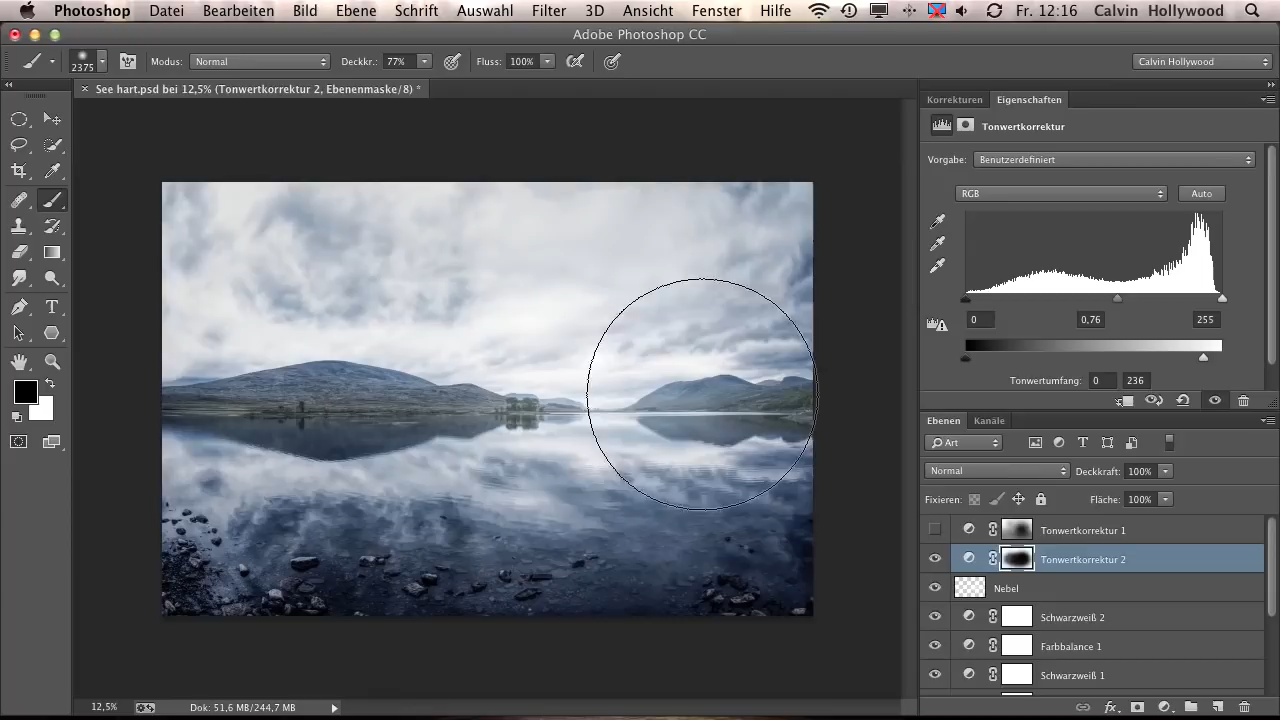 Photoshop Datei Bearbeiten Bild Ebene Schrift Auswahl Filter 3D Ansicht Fenster Hilfe Fr. 12:16 Calvin Hollywood
Adobe Photoshop CC
2375 Modus: Normal Deckkr.: 77% Fluss: 100% Calvin Hollywood
× See hart.psd bei 12,5% (Tonwertkorrektur 2, Ebenenmaske/8) *
Korrekturen Eigenschaften
Tonwertkorrektur
Vorgabe: Benutzerdefiniert
RGB Auto
0 0,76 255
Tonwertumfang: 0 236
Ebenen Kanäle
Art
Normal Deckkraft: 100%
Fixieren: Fläche: 100%
Tonwertkorrektur 1
Tonwertkorrektur 2
Nebel
Schwarzweiß 2
Farbbalance 1
Schwarzweiß 1
12,5% Dok: 51,6 MB/244,7 MB
fx